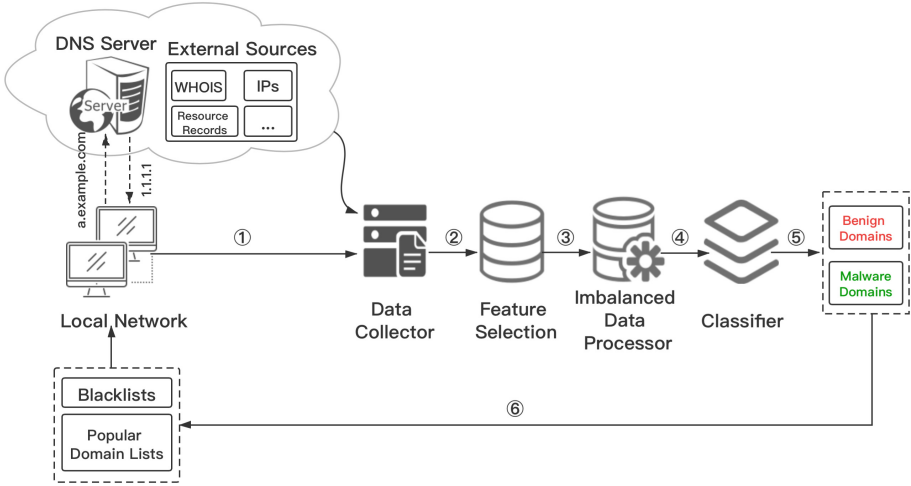 DNS Server
External Sources
WHOIS
IPs
Resource
Records
...
Server
a.example.com
1.1.1.1
①
②
③
④
⑤
Benign
Domains
Malware
Domains
Local Network
Data
Collector
Feature
Selection
Imbalanced
Data
Processor
Classifier
Blacklists
Popular
Domain Lists
⑥